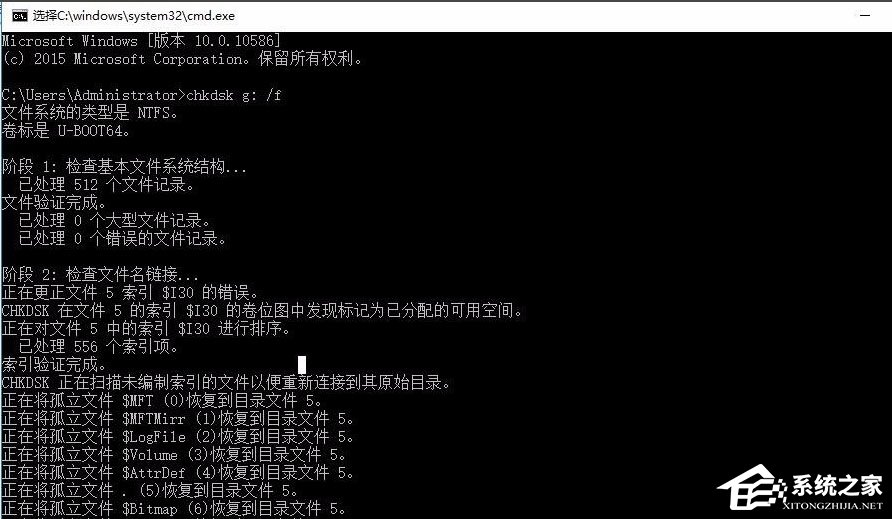 选择C:\windows\system32\cmd.exe
Microsoft Windows [版本 10.0.10586]
(c) 2015 Microsoft Corporation。保留所有权利。
C:\Users\Administrator>chkdsk g: /f
文件系统的类型是 NTFS。
卷标是 U-BOOT64。
阶段 1: 检查基本文件系统结构...
已处理 512 个文件记录。
文件验证完成。
已处理 0 个大型文件记录。
已处理 0 个错误的文件记录。
阶段 2: 检查文件名链接...
正在更正文件 5 索引 $I30 的错误。
CHKDSK 在文件 5 的索引 $I30 的卷位图中发现标记为已分配的可用空间。
正在对文件 5 中的索引 $I30 进行排序。
已处理 556 个索引项。
索引验证完成。
CHKDSK 正在扫描未编制索引的文件以便重新连接到其原始目录。
正在将孤立文件 $MFT (0)恢复到目录文件 5。
正在将孤立文件 $MFTMirr (1)恢复到目录文件 5。
正在将孤立文件 $LogFile (2)恢复到目录文件 5。
正在将孤立文件 $Volume (3)恢复到目录文件 5。
正在将孤立文件 $AttrDef (4)恢复到目录文件 5。
正在将孤立文件 . (5)恢复到目录文件 5。
正在将孤立文件 $Bitmap (6)恢复到目录文件 5。
系统之家
XITONGZHIJIA.NET